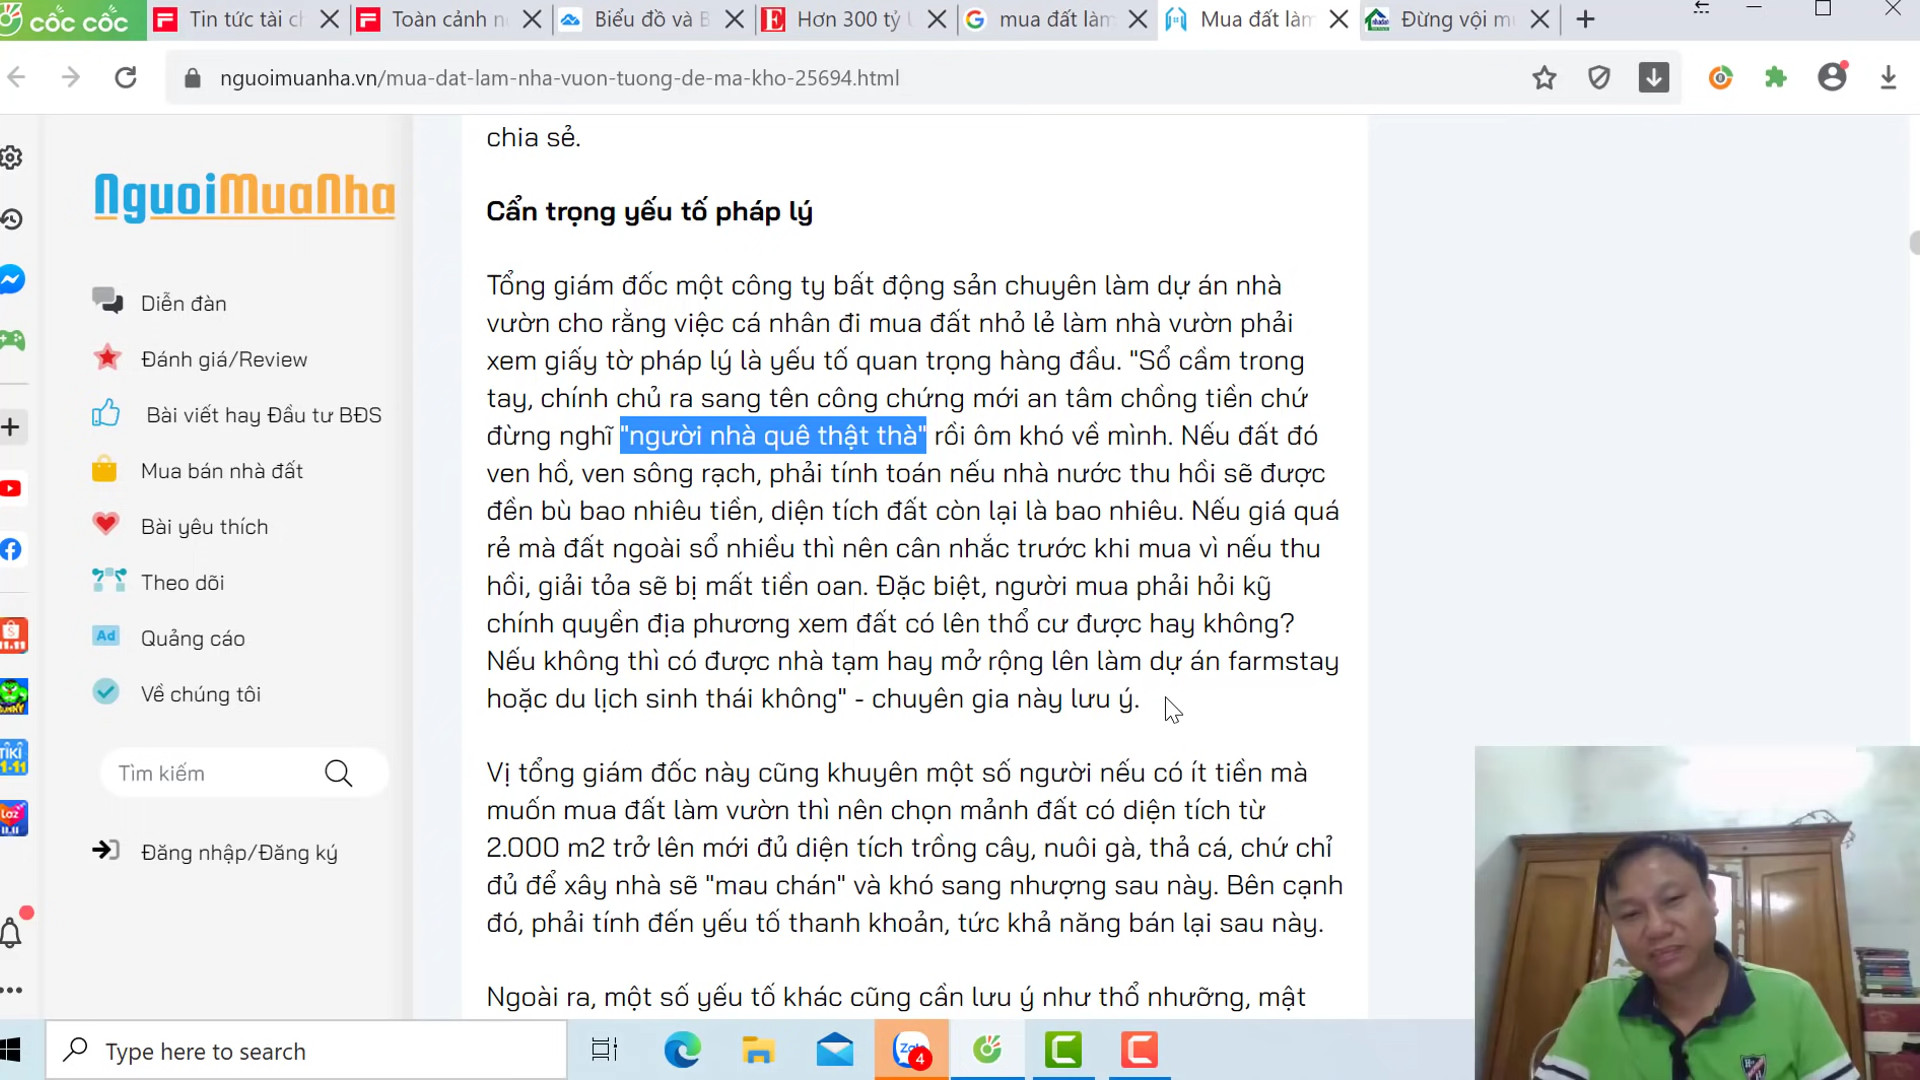 cốc cốc
Tin tức tài ch
Toàn cảnh n
Biểu đồ và B
Hơn 300 tỷ U
mua đất làm
Mua đất làm
Đừng vội mu
nguoimuanha.vn/mua-dat-lam-nha-vuon-tuong-de-ma-kho-25694.html
NguoiMuaNha
Diễn đàn
Đánh giá/Review
Bài viết hay Đầu tư BĐS
Mua bán nhà đất
Bài yêu thích
Theo dõi
Ad
Quảng cáo
Về chúng tôi
Tìm kiếm
Đăng nhập/Đăng ký
TIKI
11-11
Laz
11.11
chia sẻ.
Cẩn trọng yếu tố pháp lý
Tổng giám đốc một công ty bất động sản chuyên làm dự án nhà
vườn cho rằng việc cá nhân đi mua đất nhỏ lẻ làm nhà vườn phải
xem giấy tờ pháp lý là yếu tố quan trọng hàng đầu. "Sổ cầm trong
tay, chính chủ ra sang tên công chứng mới an tâm chồng tiền chứ
đừng nghĩ "người nhà quê thật thà" rồi ôm khó về mình. Nếu đất đó
ven hồ, ven sông rạch, phải tính toán nếu nhà nước thu hồi sẽ được
đền bù bao nhiêu tiền, diện tích đất còn lại là bao nhiêu. Nếu giá quá
rẻ mà đất ngoài sổ nhiều thì nên cân nhắc trước khi mua vì nếu thu
hồi, giải tỏa sẽ bị mất tiền oan. Đặc biệt, người mua phải hỏi kỹ
chính quyền địa phương xem đất có lên thổ cư được hay không?
Nếu không thì có được nhà tạm hay mở rộng lên làm dự án farmstay
hoặc du lịch sinh thái không" - chuyên gia này lưu ý.
Vị tổng giám đốc này cũng khuyên một số người nếu có ít tiền mà
muốn mua đất làm vườn thì nên chọn mảnh đất có diện tích từ
2.000 m2 trở lên mới đủ diện tích trồng cây, nuôi gà, thả cá, chứ chỉ
đủ để xây nhà sẽ "mau chán" và khó sang nhượng sau này. Bên cạnh
đó, phải tính đến yếu tố thanh khoản, tức khả năng bán lại sau này.
Ngoài ra, một số yếu tố khác cũng cần lưu ý như thổ nhưỡng, mật
Type here to search
Zalo
4